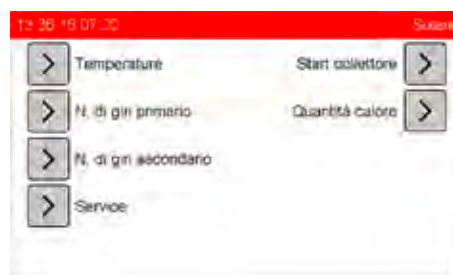 Temperature
Start collettore
N. di giri primario
Quantità calore
N. di giri secondario
Service